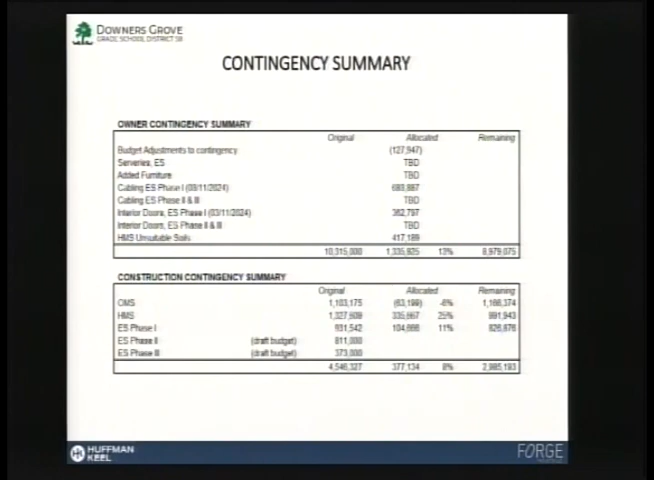 DOWNERS GROVE
GRADE SCHOOL DISTRICT 58
CONTINGENCY SUMMARY
OWNER CONTINGENCY SUMMARY
Original Allocated Remaining
Budget Adjustments to contingency (127,947)
Serveries, ES TBD
Added Furniture TBD
Cabling ES Phase I (03/11/2024) 683,887
Cabling ES Phase II & III TBD
Interior Doors, ES Phase I (03/11/2024) 362,797
Interior Doors, ES Phase II & III TBD
HMS Unsuitable Soils 417,189
10,315,000 1,335,925 13% 8,979,075
CONSTRUCTION CONTINGENCY SUMMARY
Original Allocated Remaining
OMS 1,103,175 (63,199) -6% 1,166,374
HMS 1,327,609 335,667 25% 991,943
ES Phase I 931,542 104,666 11% 826,876
ES Phase II (draft budget) 811,000
ES Phase III (draft budget) 373,000
4,546,327 377,134 8% 2,985,193
HUFFMAN
KEEL
FORGE